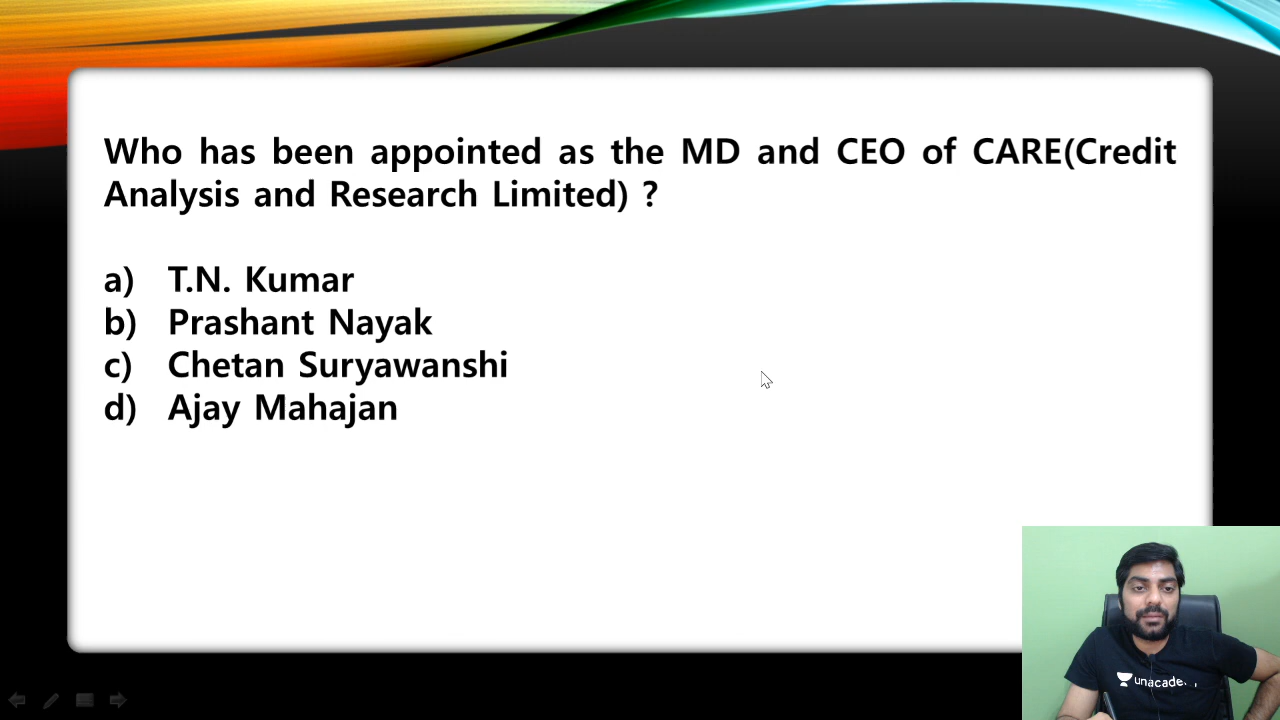 Who has been appointed as the MD and CEO of CARE(Credit
Analysis and Research Limited) ?
a) T.N. Kumar
b) Prashant Nayak
c) Chetan Suryawanshi
d) Ajay Mahajan